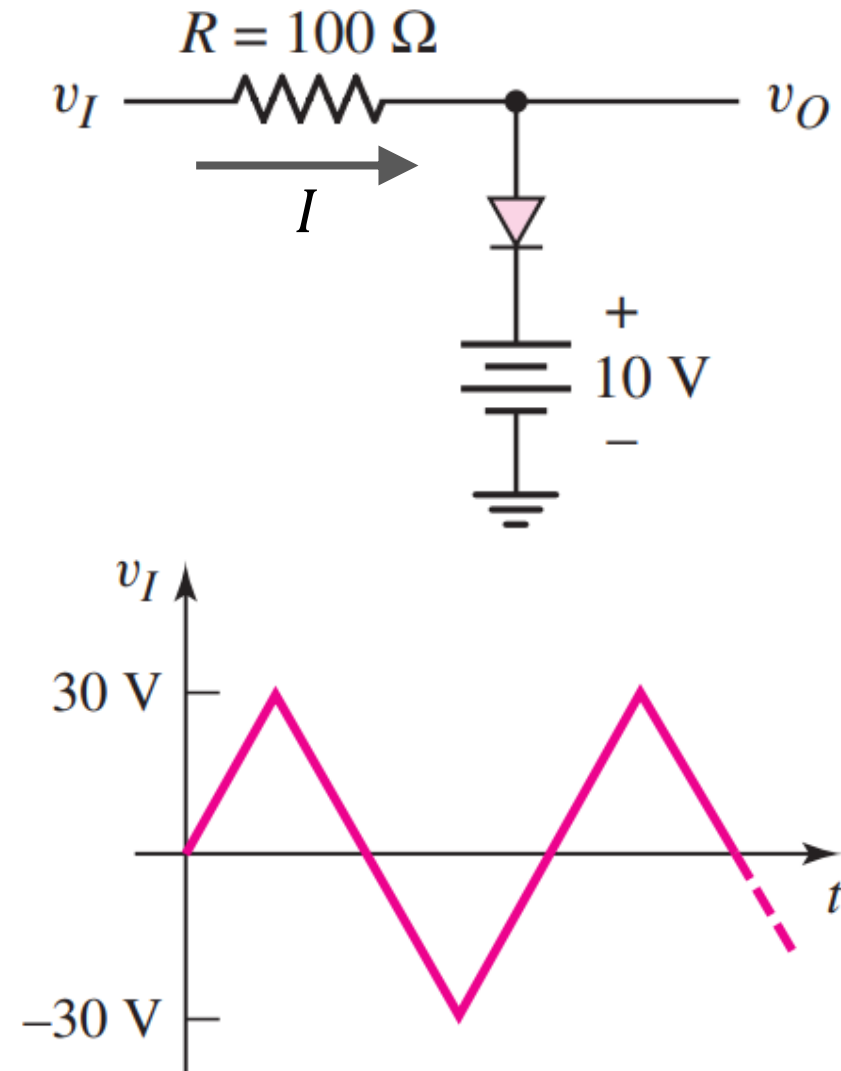 R = 100 Ω
v_I
v_O
I
+
10 V
–
v_I
30 V
t
–30 V